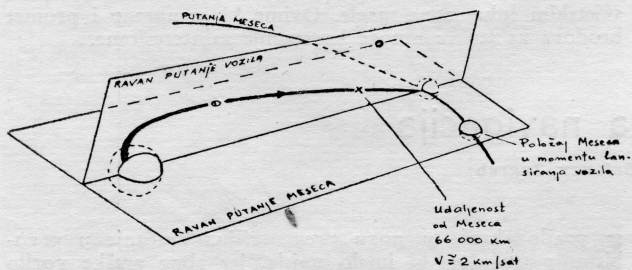 PUTANJA MESECA
RAVAN PUTANJE VOZILA
Položaj Meseca
u momentu lan-
siranja vozila
RAVAN PUTANJE MESECA
Udaljenost
od Meseca
66 000 km
V ≅ 2 km/sat